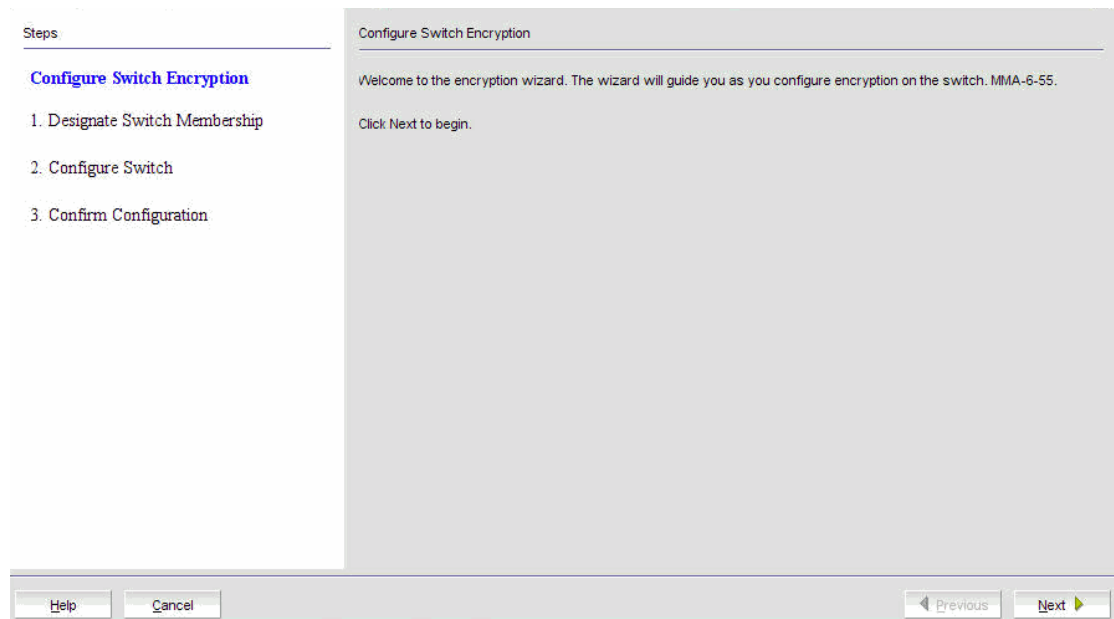 Steps
Configure Switch Encryption
1. Designate Switch Membership
2. Configure Switch
3. Confirm Configuration
Configure Switch Encryption
Welcome to the encryption wizard. The wizard will guide you as you configure encryption on the switch. MMA-6-55.
Click Next to begin.
Help
Cancel
Previous
Next